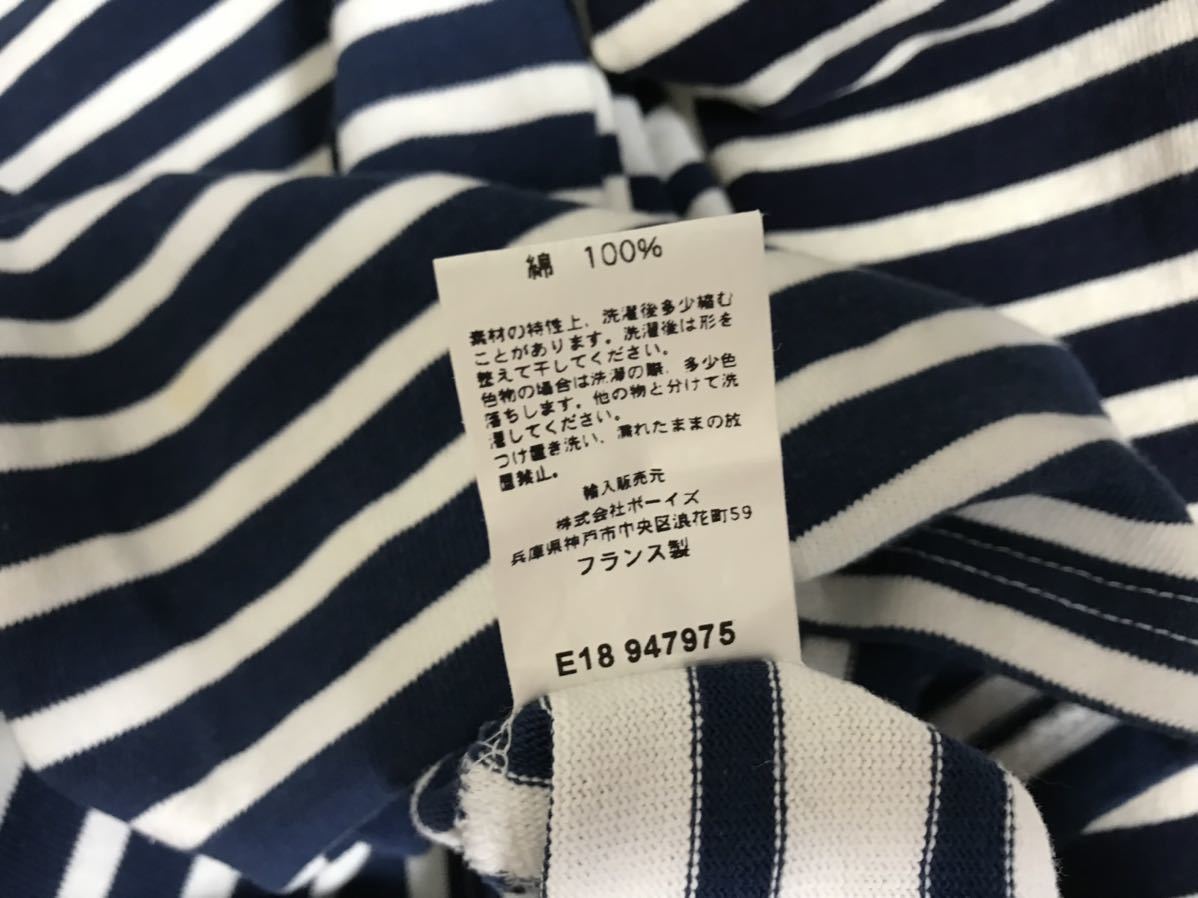 綿 100%
素材の特性上、洗濯後多少縮む
ことがあります。洗濯後は形を
整えて干してください。
色物の場合は洗濯の際、多少色
落ちします。他の物と分けて洗
濯してください。
つけ置き洗い、濡れたままの放
置禁止。
輸入販売元
株式会社ボーイズ
兵庫県神戸市中央区浪花町59
フランス製
E18 947975